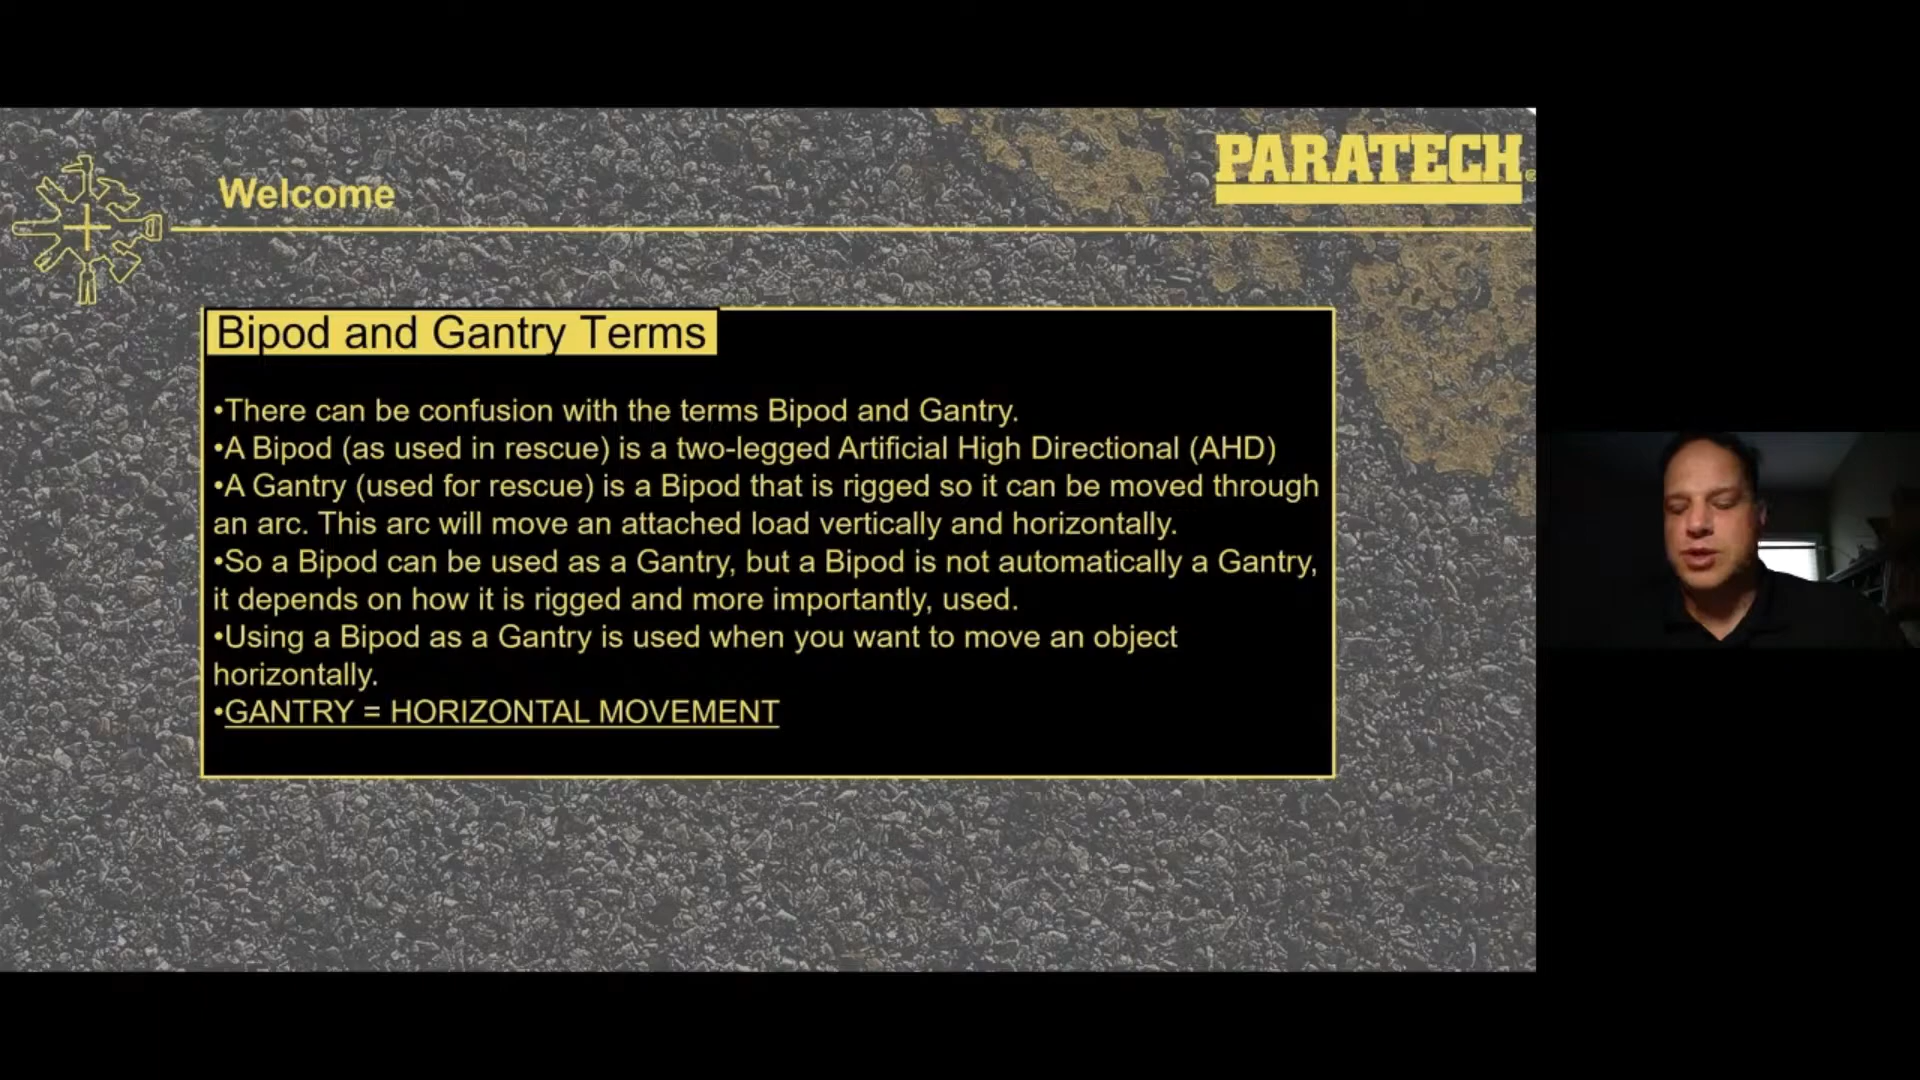 PARATECH
Welcome
Bipod and Gantry Terms
•There can be confusion with the terms Bipod and Gantry.
•A Bipod (as used in rescue) is a two-legged Artificial High Directional (AHD)
•A Gantry (used for rescue) is a Bipod that is rigged so it can be moved through
an arc. This arc will move an attached load vertically and horizontally.
•So a Bipod can be used as a Gantry, but a Bipod is not automatically a Gantry,
it depends on how it is rigged and more importantly, used.
•Using a Bipod as a Gantry is used when you want to move an object
horizontally.
•GANTRY = HORIZONTAL MOVEMENT